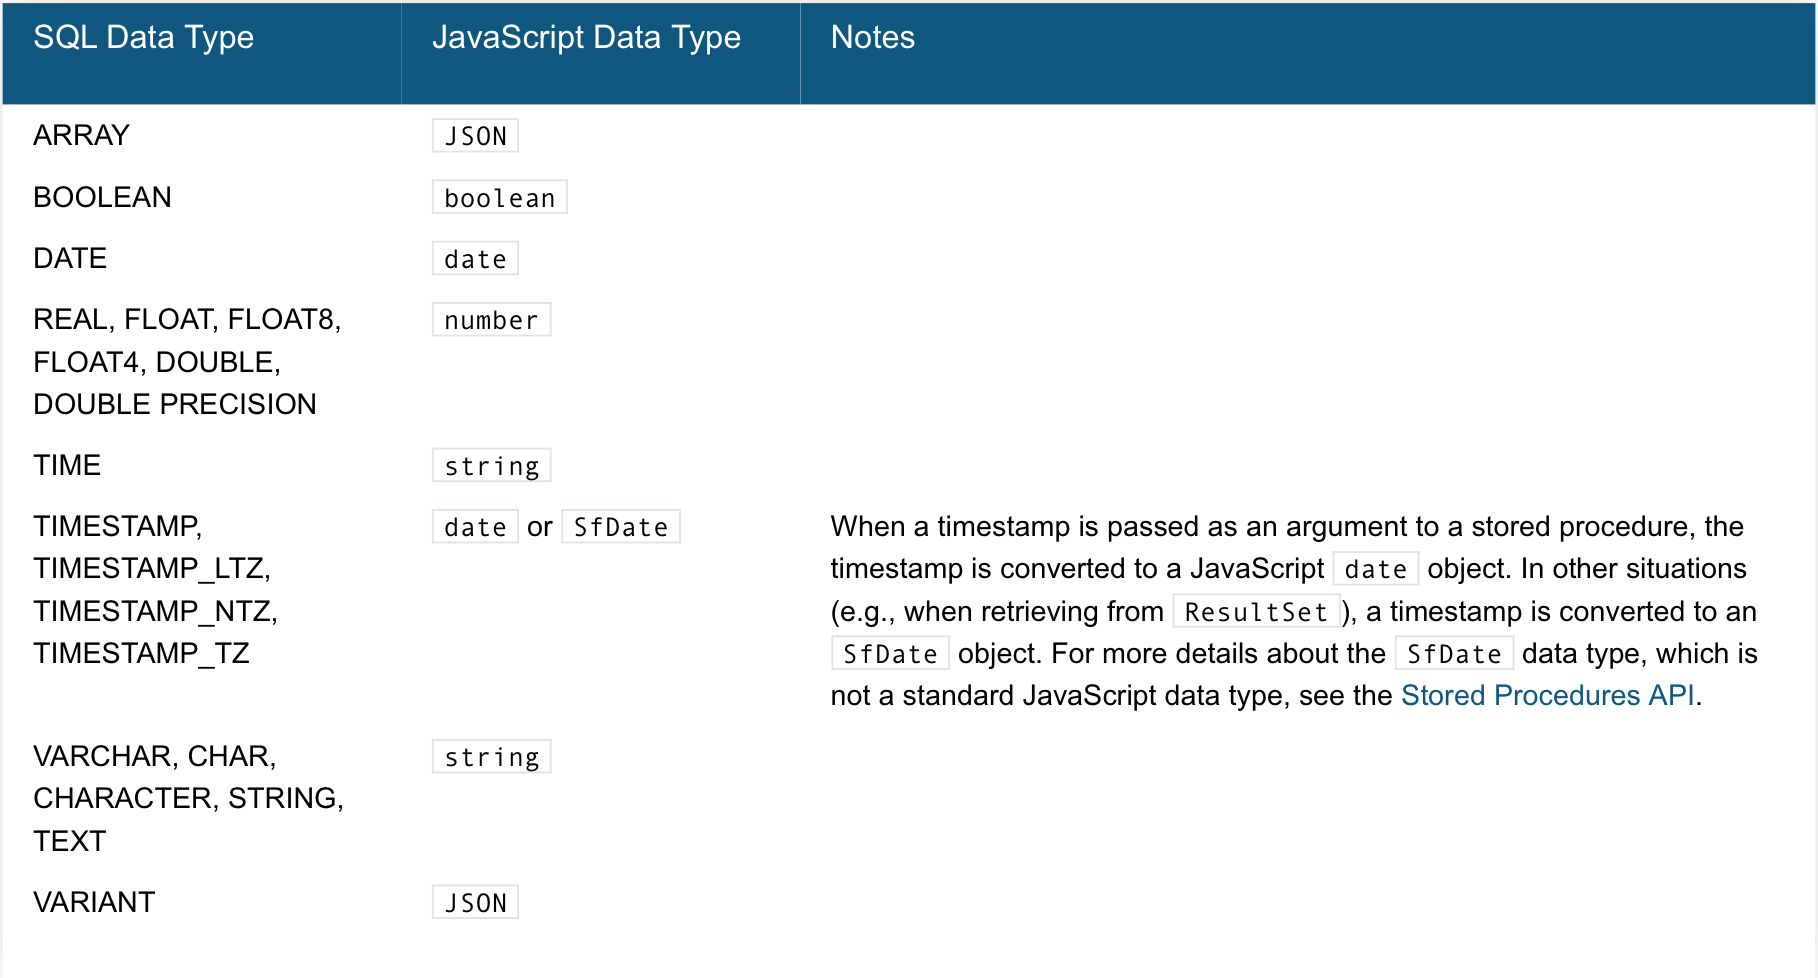 SQL Data Type JavaScript Data Type Notes
ARRAY JSON
BOOLEAN boolean
DATE date
REAL, FLOAT, FLOAT8, number
FLOAT4, DOUBLE,
DOUBLE PRECISION
TIME string
TIMESTAMP, date or SfDate When a timestamp is passed as an argument to a stored procedure, the
TIMESTAMP_LTZ, timestamp is converted to a JavaScript date object. In other situations
TIMESTAMP_NTZ, (e.g., when retrieving from ResultSet), a timestamp is converted to an
TIMESTAMP_TZ SfDate object. For more details about the SfDate data type, which is
not a standard JavaScript data type, see the Stored Procedures API.
VARCHAR, CHAR, string
CHARACTER, STRING,
TEXT
VARIANT JSON